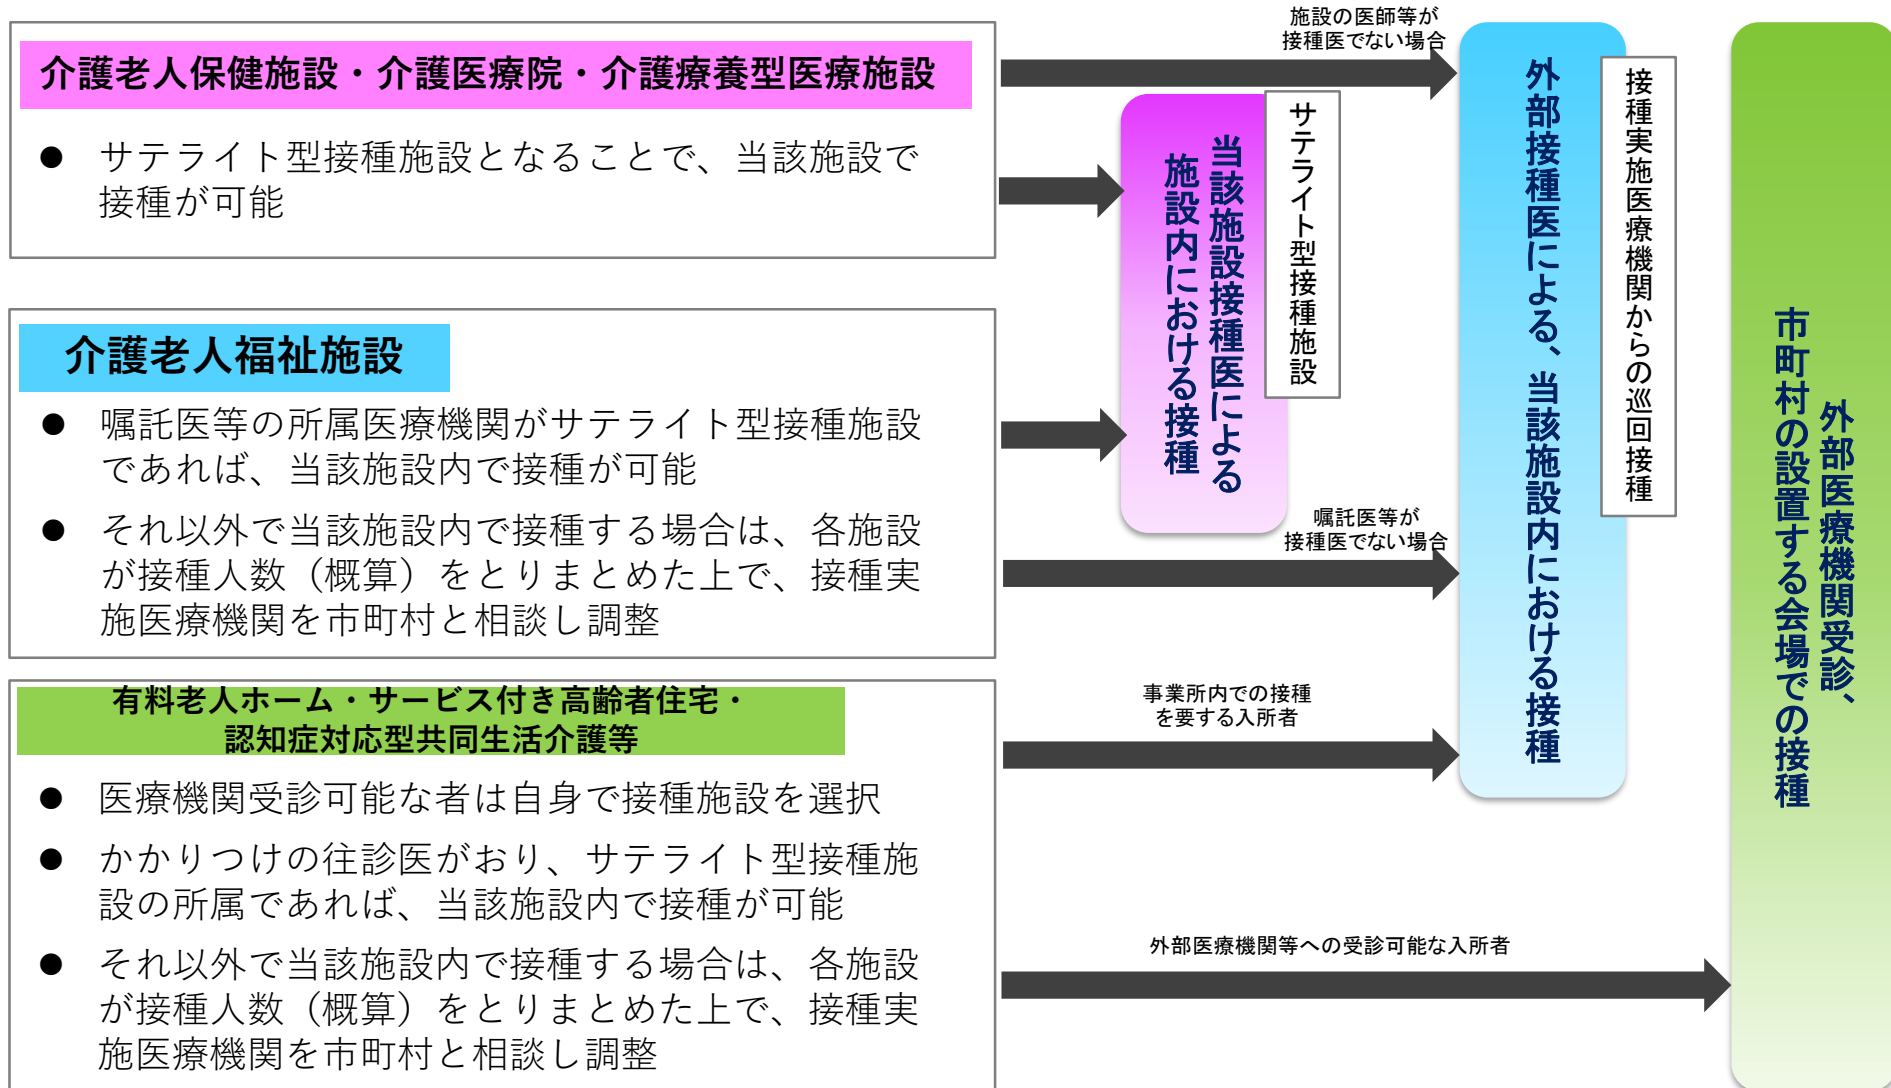 介護老人保健施設・介護医療院・介護療養型医療施設
● サテライト型接種施設となることで、当該施設で
接種が可能
介護老人福祉施設
● 嘱託医等の所属医療機関がサテライト型接種施設
であれば、当該施設内で接種が可能
● それ以外で当該施設内で接種する場合は、各施設
が接種人数（概算）をとりまとめた上で、接種実
施医療機関を市町村と相談し調整
有料老人ホーム・サービス付き高齢者住宅・
認知症対応型共同生活介護等
● 医療機関受診可能な者は自身で接種施設を選択
● かかりつけの往診医がおり、サテライト型接種施
設の所属であれば、当該施設内で接種が可能
● それ以外で当該施設内で接種する場合は、各施設
が接種人数（概算）をとりまとめた上で、接種実
施医療機関を市町村と相談し調整
施設の医師等が
接種医でない場合
嘱託医等が
接種医でない場合
事業所内での接種
を要する入所者
外部医療機関等への受診可能な入所者
当該施設接種医による
施設内における接種
サテライト型接種施設
外部接種医による、当該施設内における接種
接種実施医療機関からの巡回接種
外部医療機関受診、
市町村の設置する会場での接種